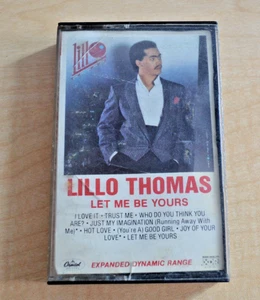 Lillo
LILLO THOMAS
LET ME BE YOURS
I LOVE IT • TRUST ME • WHO DO YOU THINK YOU
ARE? • JUST MY IMAGINATION (Running Away With
Me)* • HOT LOVE • (You're A) GOOD GIRL • JOY OF YOUR
LOVE* • LET ME BE YOURS
Capitol
EXPANDED DYNAMIC RANGE